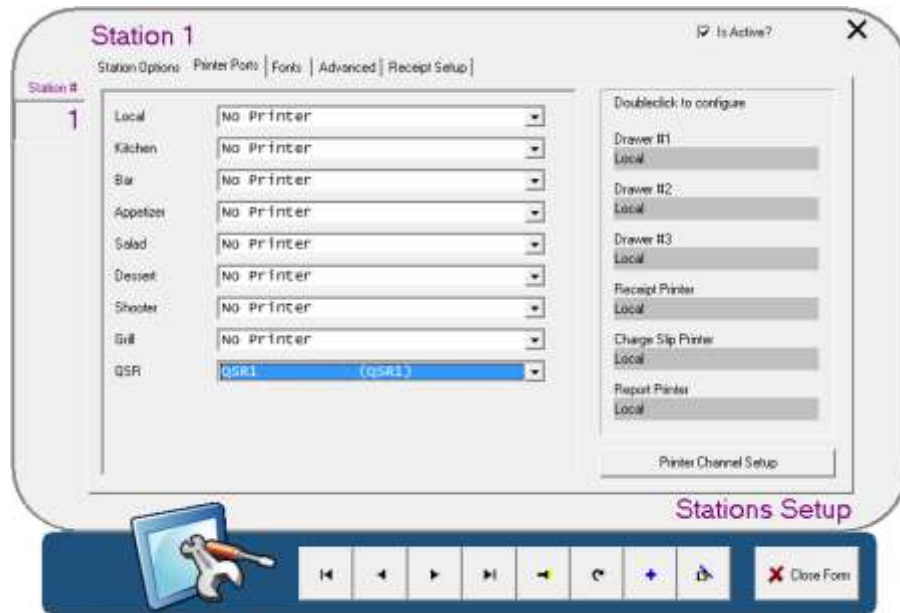 Station 1
Is Active?
Station Options Printer Ports Fonts Advanced Receipt Setup
Station #
1
Local No Printer
Kitchen No Printer
Bar No Printer
Appetizer No Printer
Salad No Printer
Dessert No Printer
Shooter No Printer
Grill No Printer
QSR QSR1 (QSR1)
Doubleclick to configure
Drawer #1
Local
Drawer #2
Local
Drawer #3
Local
Receipt Printer
Local
Charge Slip Printer
Local
Report Printer
Local
Printer Channel Setup
Stations Setup
Close Form